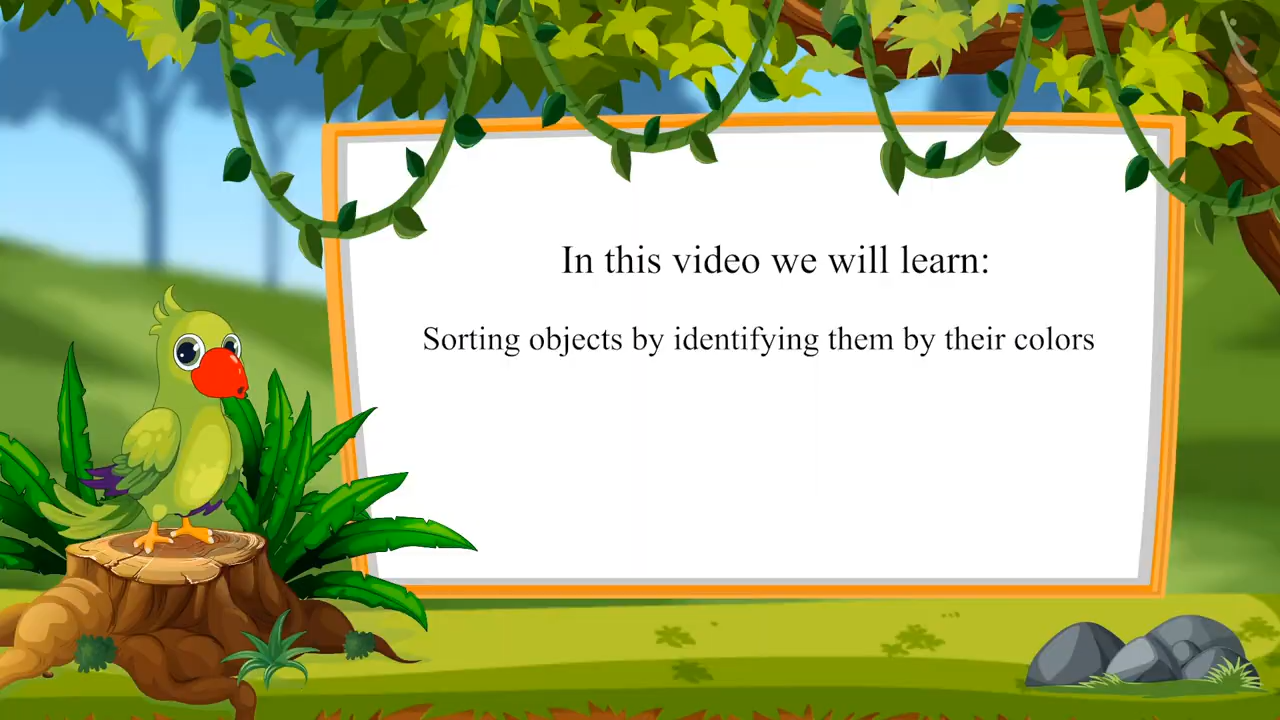 In this video we will learn:
Sorting objects by identifying them by their colors